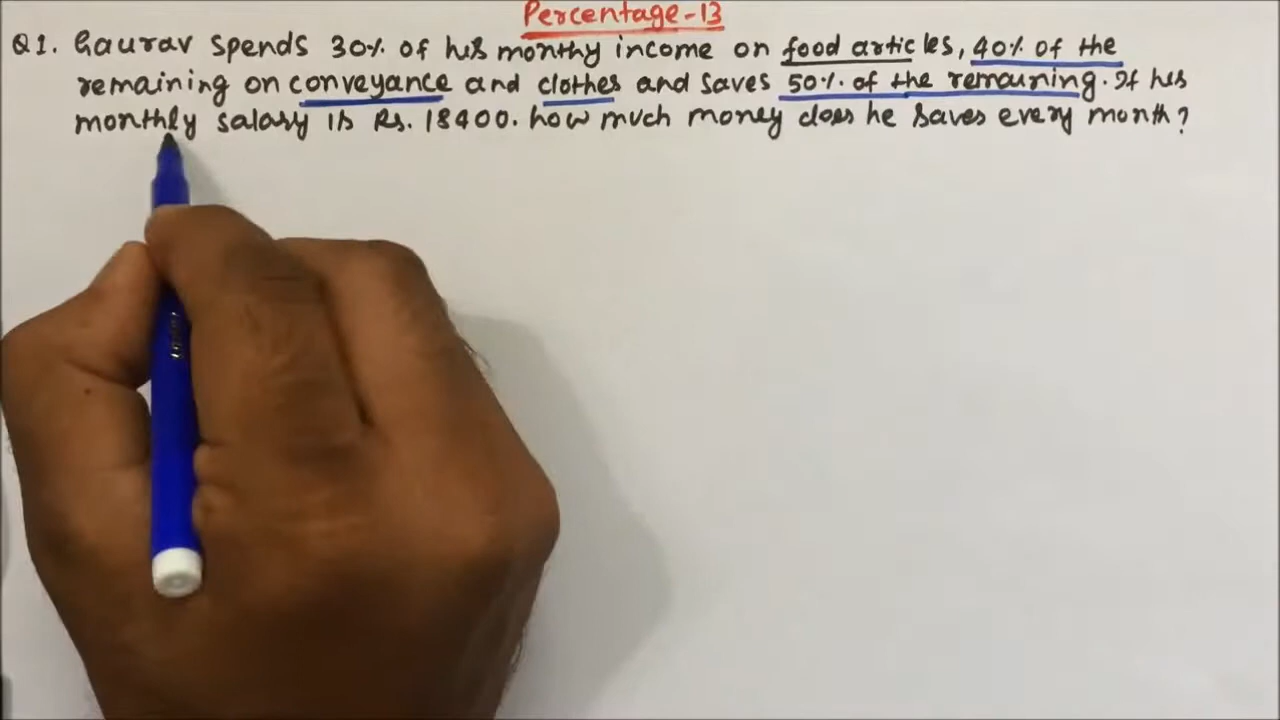 Percentage-13
Q1. Gaurav spends 30% of his monthy income on food articles, 40% of the
remaining on conveyance and clothes and saves 50% of the remaining. If his
monthly salary is Rs. 18400. how much money does he saves every month?